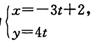 x=-3t+2,
y=4t